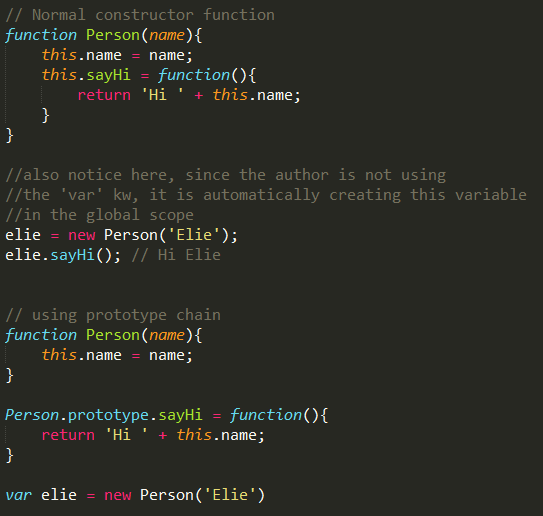 // Normal constructor function
function Person(name){
    this.name = name;
    this.sayHi = function(){
        return 'Hi ' + this.name;
    }
}
//also notice here, since the author is not using
//the 'var' kw, it is automatically creating this variable
//in the global scope
elie = new Person('Elie');
elie.sayHi(); // Hi Elie
// using prototype chain
function Person(name){
    this.name = name;
}
Person.prototype.sayHi = function(){
    return 'Hi ' + this.name;
}
var elie = new Person('Elie')